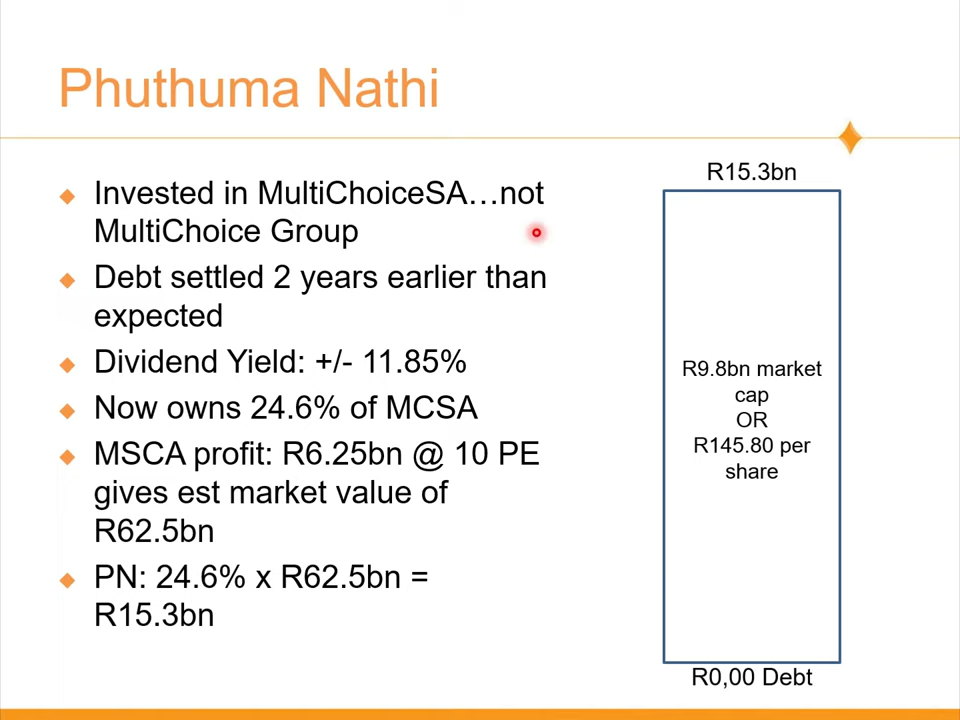 Phuthuma Nathi
Invested in MultiChoiceSA…not
MultiChoice Group
Debt settled 2 years earlier than
expected
Dividend Yield: +/- 11.85%
Now owns 24.6% of MCSA
MSCA profit: R6.25bn @ 10 PE
gives est market value of
R62.5bn
PN: 24.6% x R62.5bn =
R15.3bn
R15.3bn
R9.8bn market
cap
OR
R145.80 per
share
R0,00 Debt